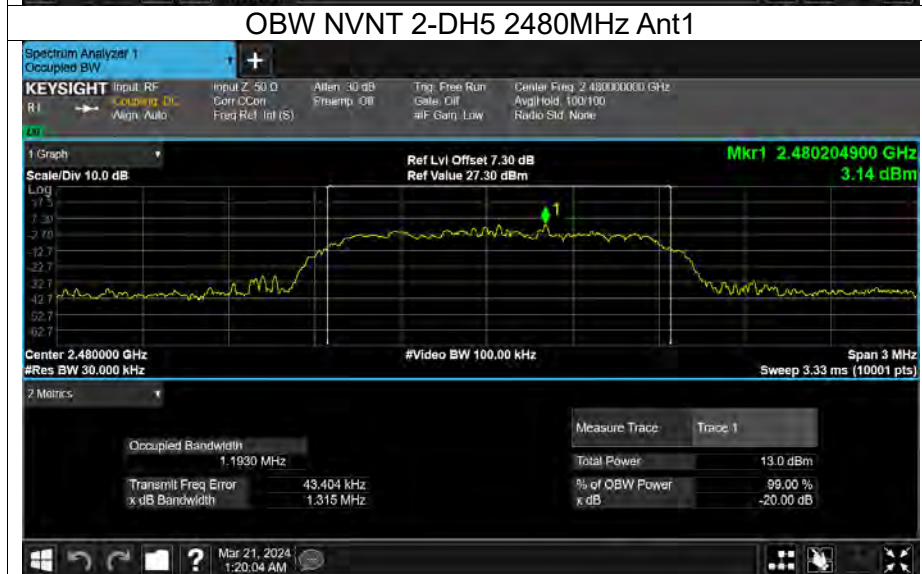 OBW NVNT 2-DH5 2480MHz Ant1
Spectrum Analyzer 1
Occupied BW
+
KEYSIGHT Input: RF Input Z: 50 Ω Atten: 30 dB Trig: Free Run Center Freq: 2.480000000 GHz
Coupling: DC Corr CCorr Preamp: Off Gate: Off Avg|Hold: 100/100
Align: Auto Freq Ref: Int (S) #IF Gain: Low Radio Std: None
1 Graph
Ref Lvl Offset 7.30 dB Mkr1 2.480204900 GHz
Scale/Div 10.0 dB Ref Value 27.30 dBm 3.14 dBm
Log
17.3
7.30
1
-2.70
-12.7
-22.7
-32.7
-42.7
-52.7
-62.7
Center 2.480000 GHz #Video BW 100.00 kHz Span 3 MHz
#Res BW 30.000 kHz Sweep 3.33 ms (10001 pts)
2 Metrics
Measure Trace Trace 1
Occupied Bandwidth
1.1930 MHz Total Power 13.0 dBm
Transmit Freq Error 43.404 kHz % of OBW Power 99.00 %
x dB Bandwidth 1.315 MHz x dB -20.00 dB
? Mar 21, 2024
1:20:04 AM